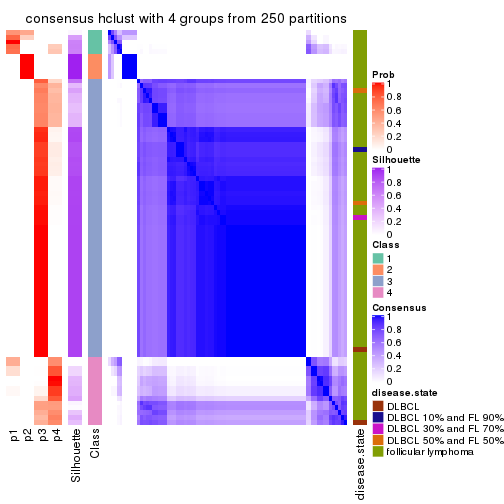 consensus hclust with 4 groups from 250 partitions
Prob
1
0.8
0.6
0.4
0.2
0
Silhouette
1
0.8
0.6
0.4
0.2
0
Class
1
2
3
4
Consensus
1
0.8
0.6
0.4
0.2
0
disease.state
DLBCL
DLBCL 10% and FL 90%
DLBCL 30% and FL 70%
DLBCL 50% and FL 50%
follicular lymphoma
p1
p2
p3
p4
Silhouette
Class
disease.state